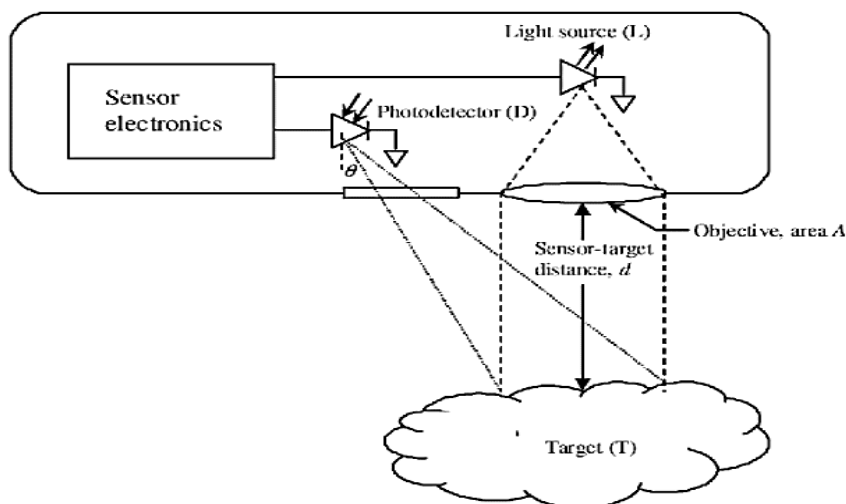 Light source (L)
Sensor
electronics
Photodetector (D)
θ
Objective, area A
Sensor-target
distance, d
Target (T)